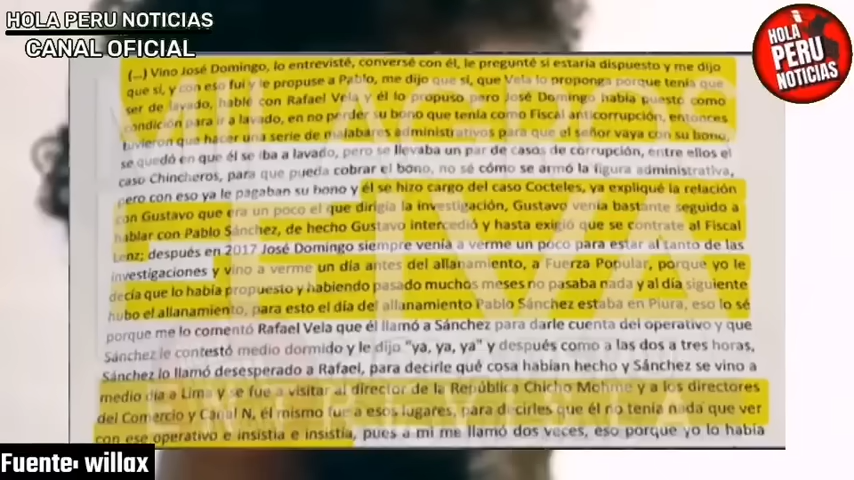 HOLA PERU NOTICIAS
CANAL OFICIAL
HOLA
PERU
NOTICIAS
(...) Vino José Domingo, lo entrevisté, conversé con él, le pregunté si estaría dispuesto y me dijo
que sí, y con eso fui y le propuse a Pablo, me dijo que sí, que Vela lo proponga porque tenía que
ser de lavado, hablé con Rafael Vela y él lo propuso pero José Domingo había puesto como
condición para ir a lavado, en no perder su bono que tenía como Fiscal anticorrupción, entonces
tuvieron que hacer una serie de malabares administrativos para que el señor vaya con su bono,
se quedó en que él se iba a lavado, pero se llevaba un par de casos de corrupción, entre ellos el
caso Chincheros, para que pueda cobrar el bono, no sé cómo se armó la figura administrativa,
pero con eso ya le pagaban su bono y él se hizo cargo del caso Cocteles, ya expliqué la relación
con Gustavo que era un poco el que dirigía la investigación, Gustavo venía bastante seguido a
hablar con Pablo Sánchez, de hecho Gustavo intercedió y hasta exigió que se contrate al Fiscal
Lenz; después en 2017 José Domingo siempre venía a verme un poco para estar al tanto de las
investigaciones y vino a verme un día antes del allanamiento, a Fuerza Popular, porque yo le
decía que lo había propuesto y habiendo pasado muchos meses no pasaba nada y al día siguiente
hubo el allanamiento, para esto el día del allanamiento Pablo Sánchez estaba en Piura, eso lo sé
porque me lo comentó Rafael Vela que él llamó a Sánchez para darle cuenta del operativo y que
Sánchez le contestó medio dormido y le dijo "ya, ya, ya" y después como a las dos a tres horas,
Sánchez lo llamó desesperado a Rafael, para decirle qué cosa habían hecho y Sánchez se vino a
medio día a Lima y se fue a visitar al director de la República Chicho Mohme y a los directores
del Comercio y Canal N, él mismo fue a esos lugares, para decirles que él no tenía nada que ver
con ese operativo e insistía e insistía, pues a mi me llamó dos veces, eso porque yo lo había
Fuente: willax